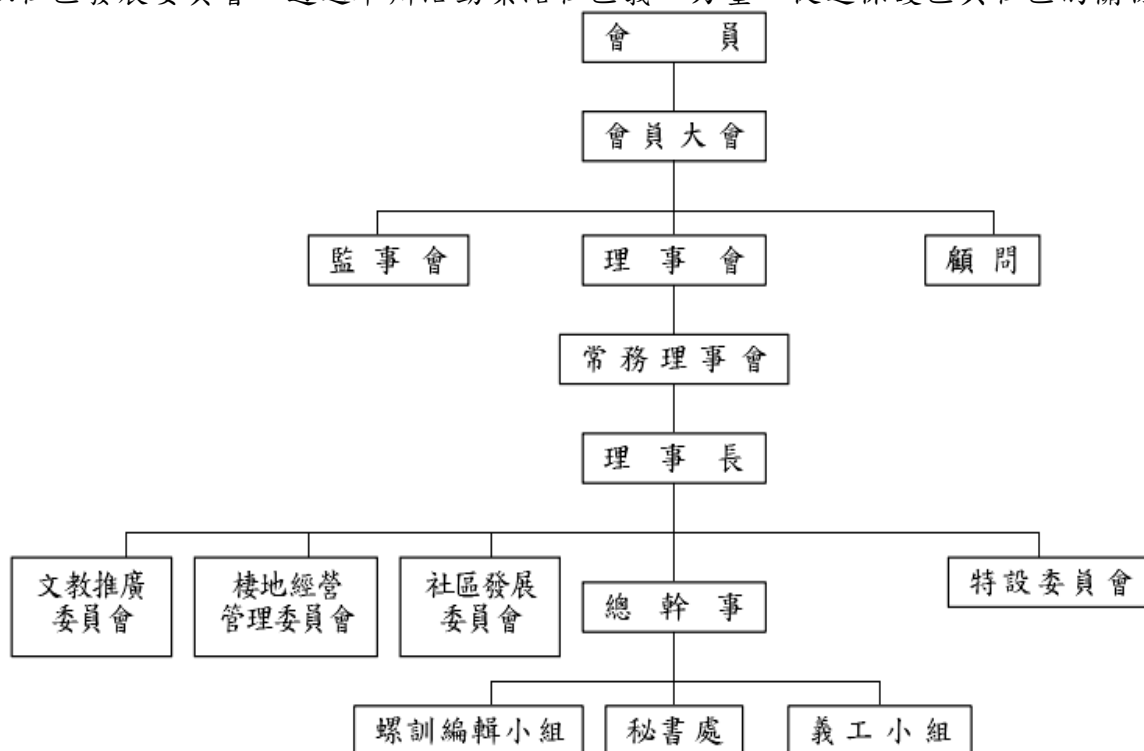 會員
會員大會
監事會 理事會 顧問
常務理事會
理事長
文教推廣
委員會
棲地經營
管理委員會
社區發展
委員會
總幹事
特設委員會
螺訓編輯小組 秘書處 義工小組